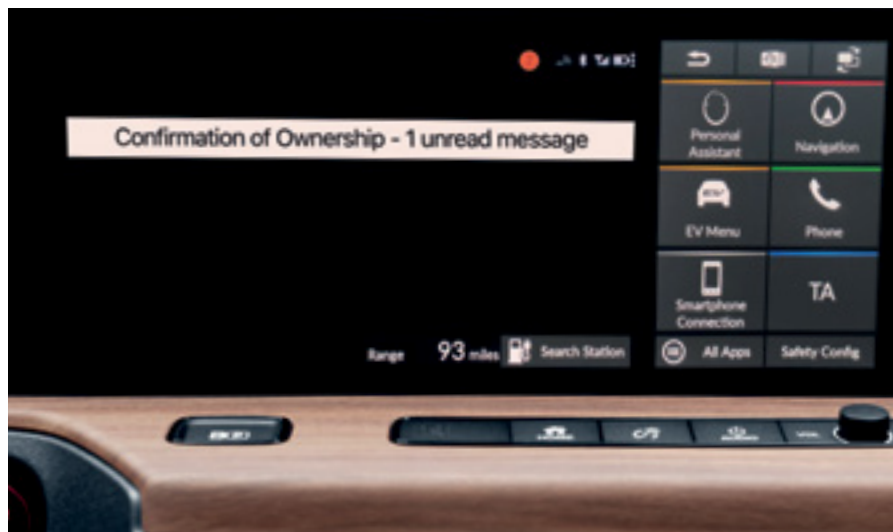 Confirmation of Ownership - 1 unread message
Personal
Assistant
Navigation
EV Menu
Phone
Smartphone
Connection
TA
Range 93 miles Search Station
All Apps
Safety Config
VOL